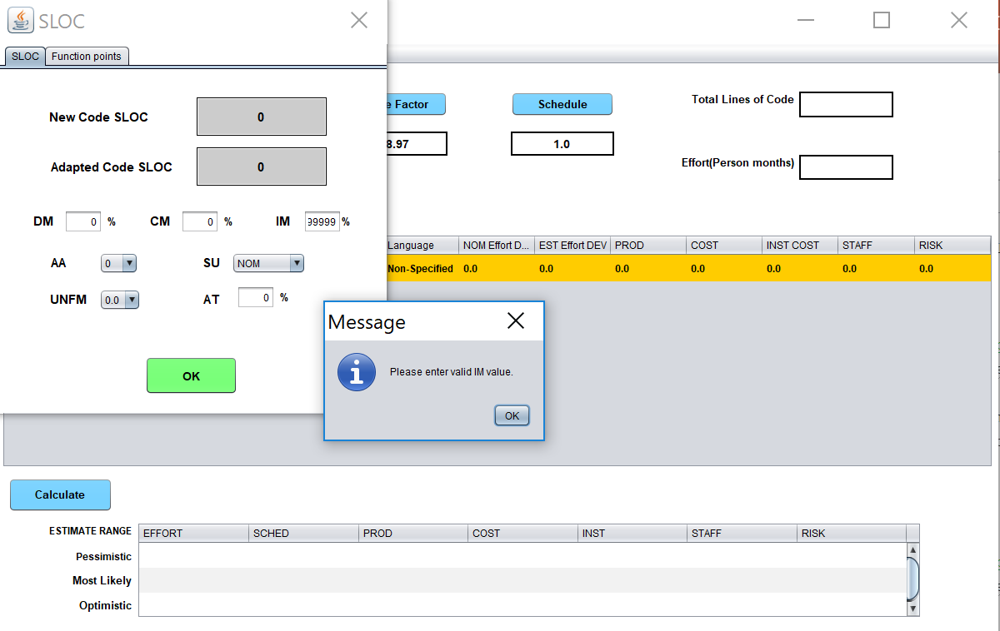 SLOC
SLOC Function points
New Code SLOC 0
Adapted Code SLOC 0
DM 0 % CM 0 % IM 99999 %
AA 0 SU NOM
UNFM 0.0 AT 0 %
OK
e Factor Schedule Total Lines of Code
8.97 1.0
Effort(Person months)
Language NOM Effort D... EST Effort DEV PROD COST INST COST STAFF RISK
Non-Specified 0.0 0.0 0.0 0.0 0.0 0.0 0.0
Message
Please enter valid IM value.
OK
Calculate
ESTIMATE RANGE EFFORT SCHED PROD COST INST STAFF RISK
Pessimistic
Most Likely
Optimistic